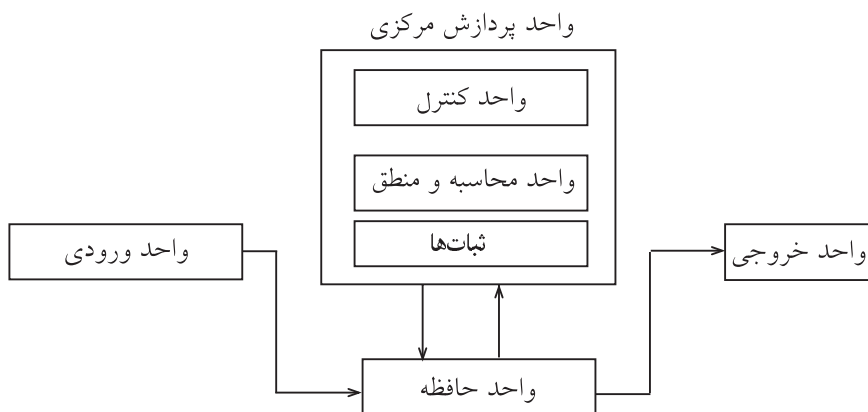 واحد پردازش مرکزی
واحد کنترل
واحد محاسبه و منطق
ثبات‌ها
واحد ورودی
واحد خروجی
واحد حافظه